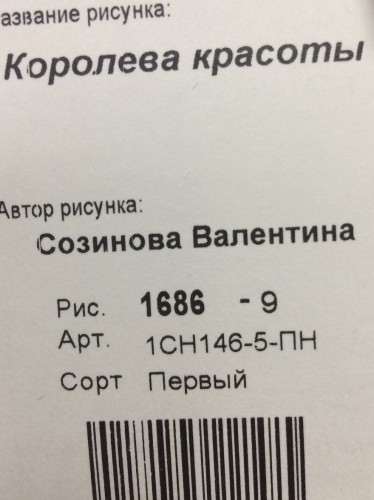 азвание рисунка:
Королева красоты
Автор рисунка:
Созинова Валентина
Рис. 1686 - 9
Арт. 1СН146-5-ПН
Сорт Первый